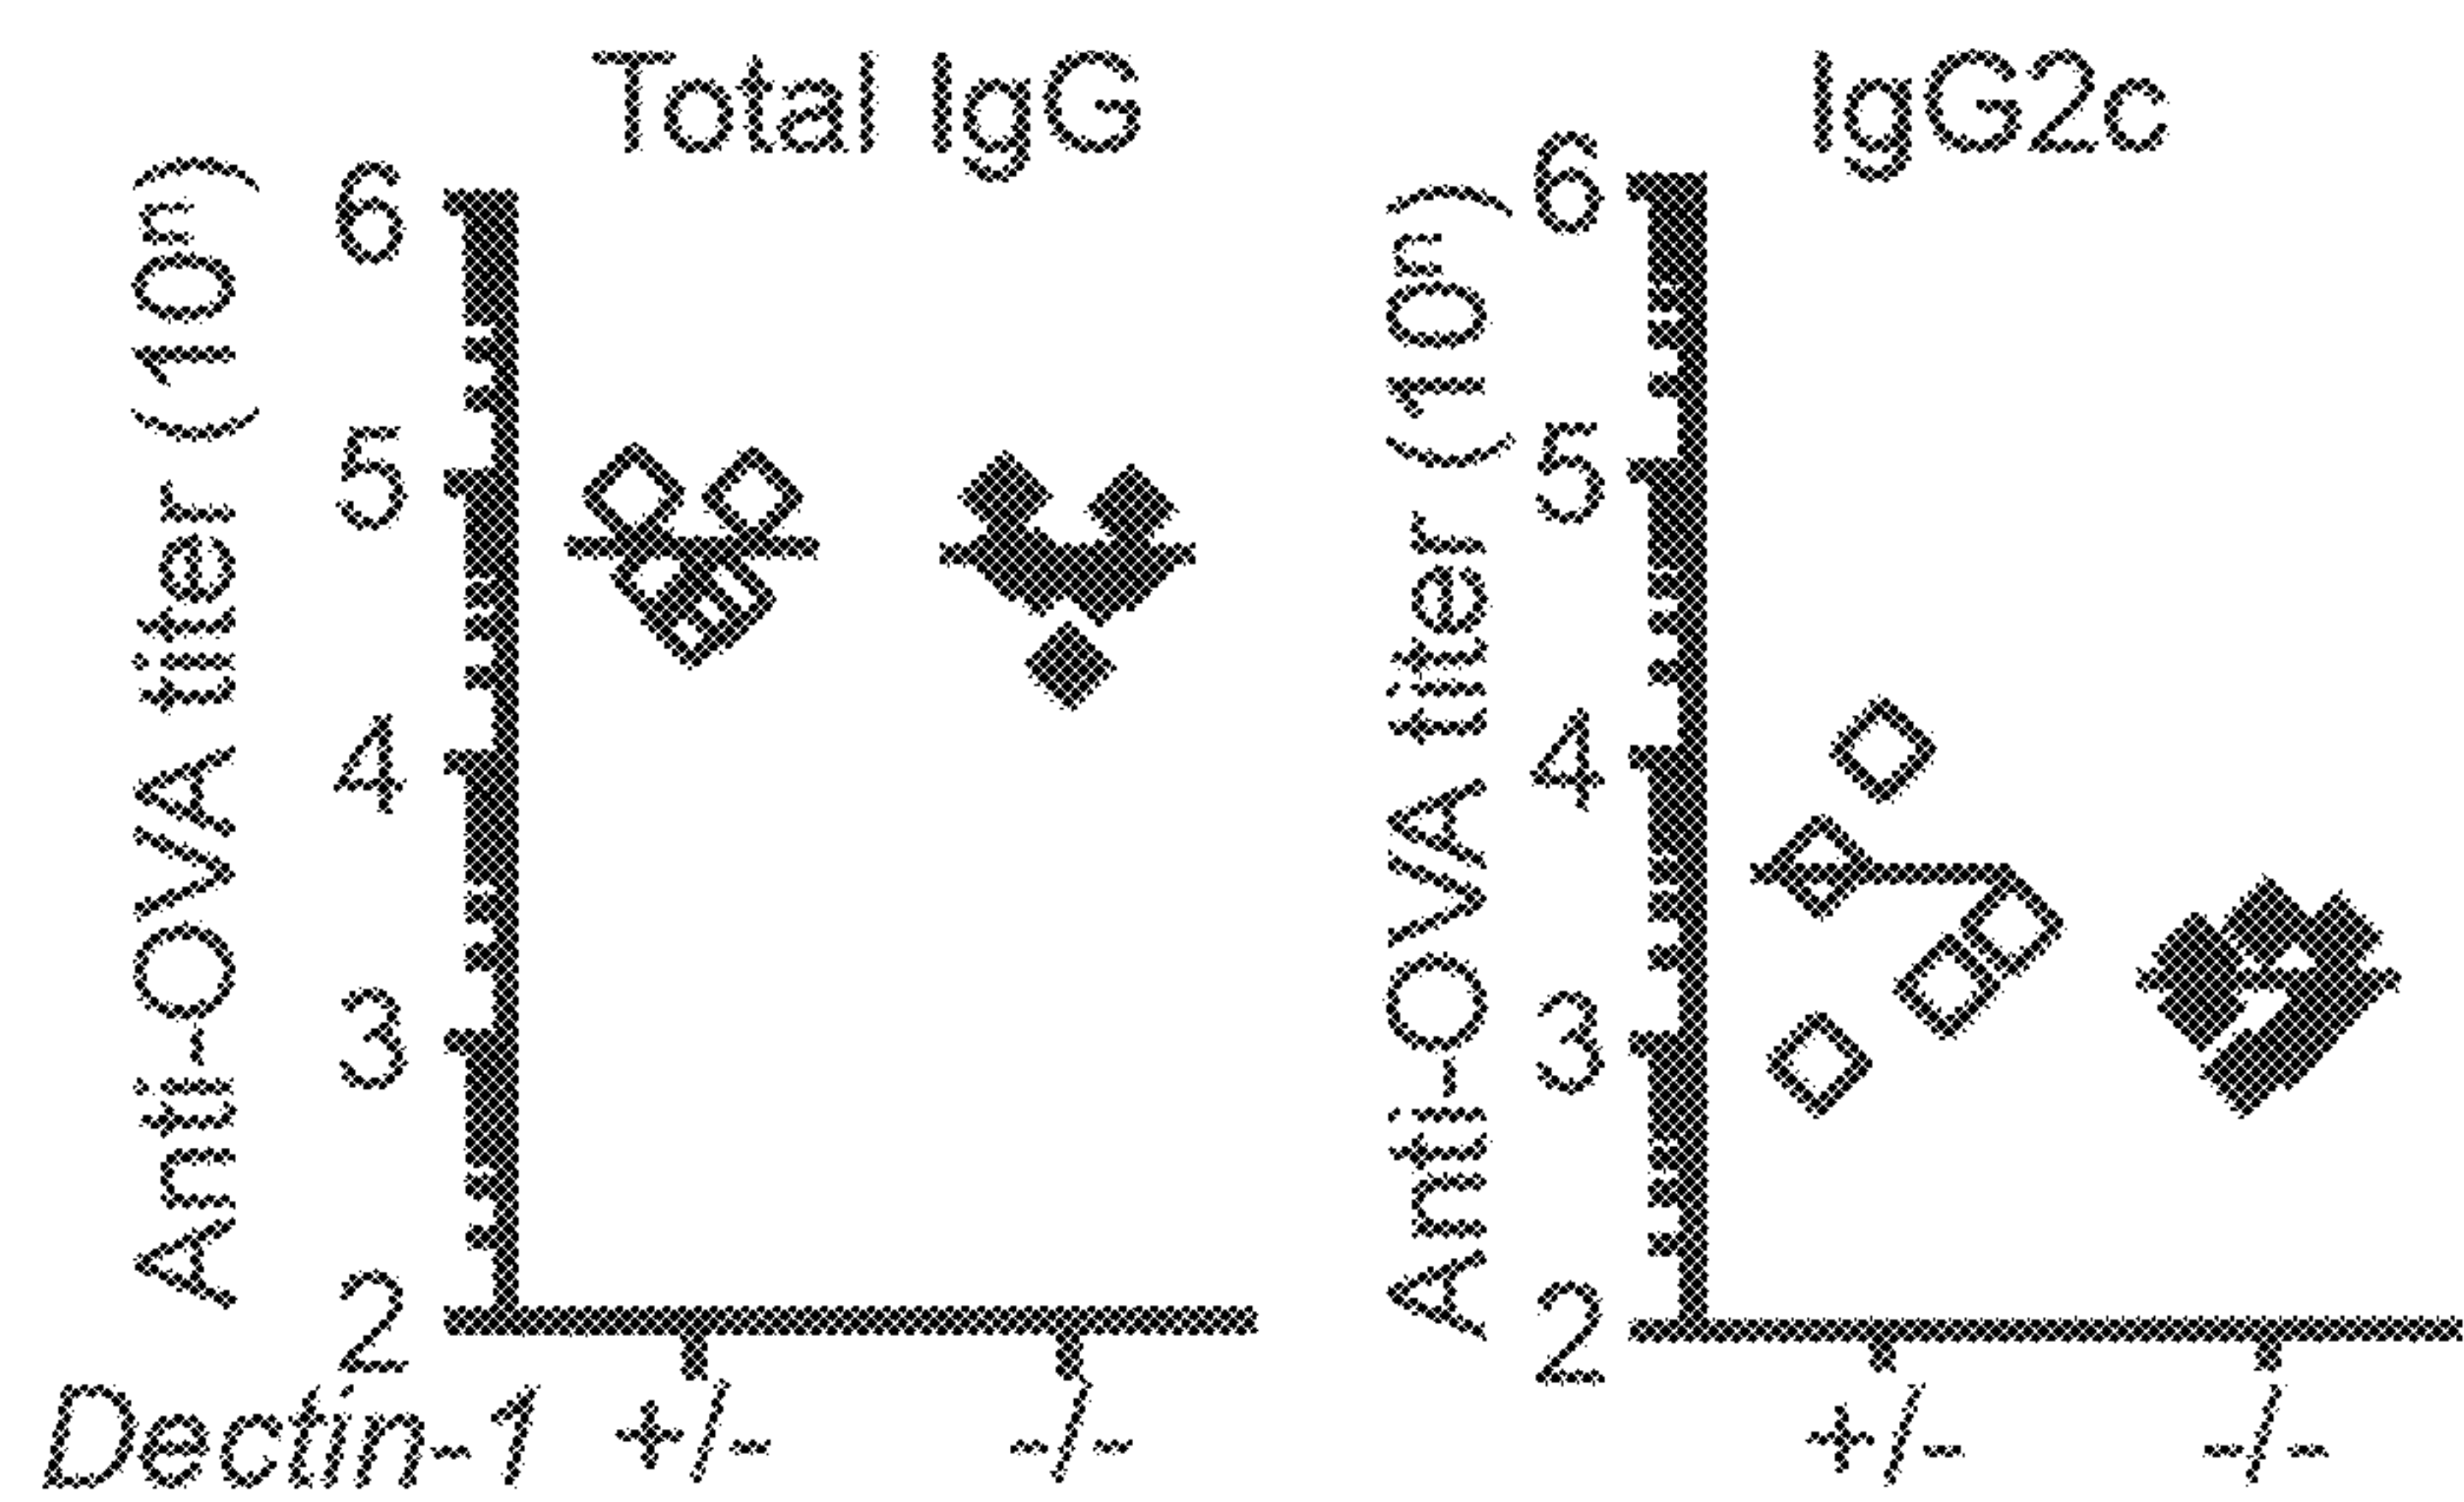 Total IgG
Anti-OVA titer (10n)
6
5
4
3
2
Dectin-1 +/- -/-
IgG2c
Anti-OVA titer (10n)
6
5
4
3
2
+/- -/-